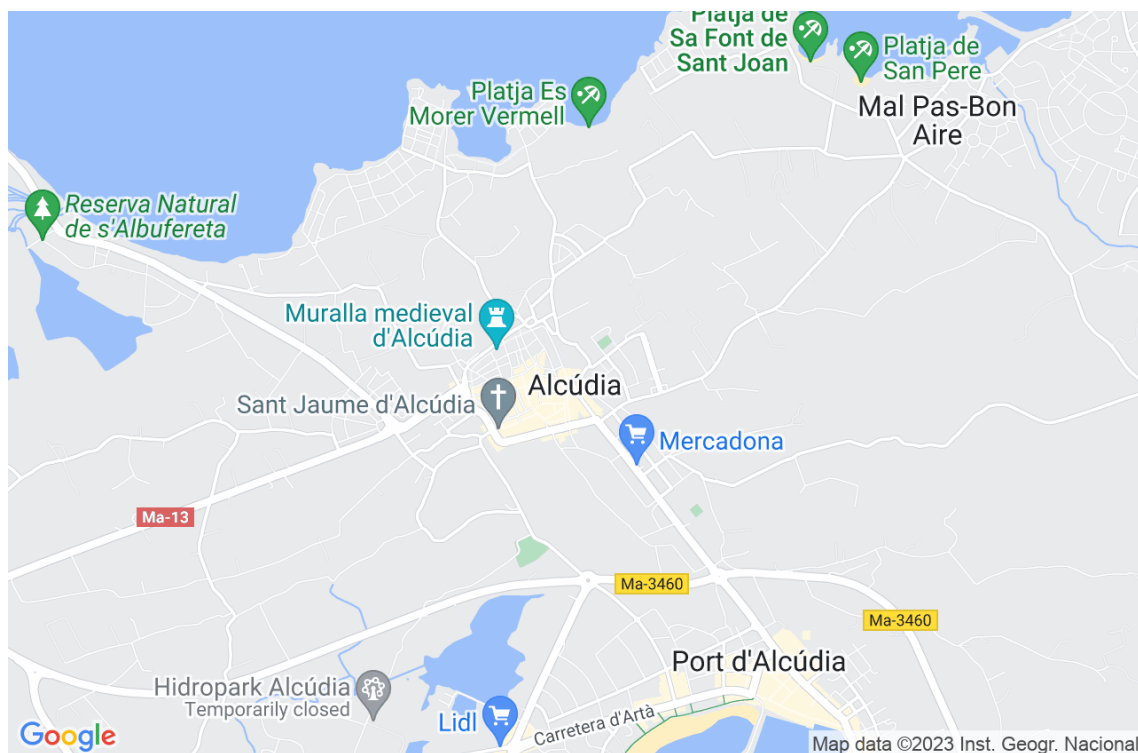 Platja de
Sa Font de
Sant Joan
Platja de
San Pere
Platja Es
Morer Vermell
Mal Pas-Bon
Aire
Reserva Natural
de s'Albufereta
Muralla medieval
d'Alcúdia
Alcúdia
Sant Jaume d'Alcúdia
Mercadona
Ma-13
Ma-3460
Ma-3460
Port d'Alcúdia
Hidropark Alcúdia
Temporarily closed
Lidl
Carretera d'Artà
Google
Map data ©2023 Inst. Geogr. Nacional